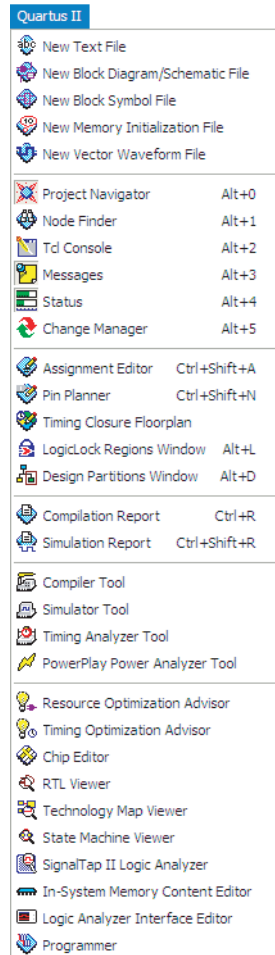 Quartus II
New Text File
New Block Diagram/Schematic File
New Block Symbol File
New Memory Initialization File
New Vector Waveform File
Project Navigator Alt+0
Node Finder Alt+1
Tcl Console Alt+2
Messages Alt+3
Status Alt+4
Change Manager Alt+5
Assignment Editor Ctrl+Shift+A
Pin Planner Ctrl+Shift+N
Timing Closure Floorplan
LogicLock Regions Window Alt+L
Design Partitions Window Alt+D
Compilation Report Ctrl+R
Simulation Report Ctrl+Shift+R
Compiler Tool
Simulator Tool
Timing Analyzer Tool
PowerPlay Power Analyzer Tool
Resource Optimization Advisor
Timing Optimization Advisor
Chip Editor
RTL Viewer
Technology Map Viewer
State Machine Viewer
SignalTap II Logic Analyzer
In-System Memory Content Editor
Logic Analyzer Interface Editor
Programmer